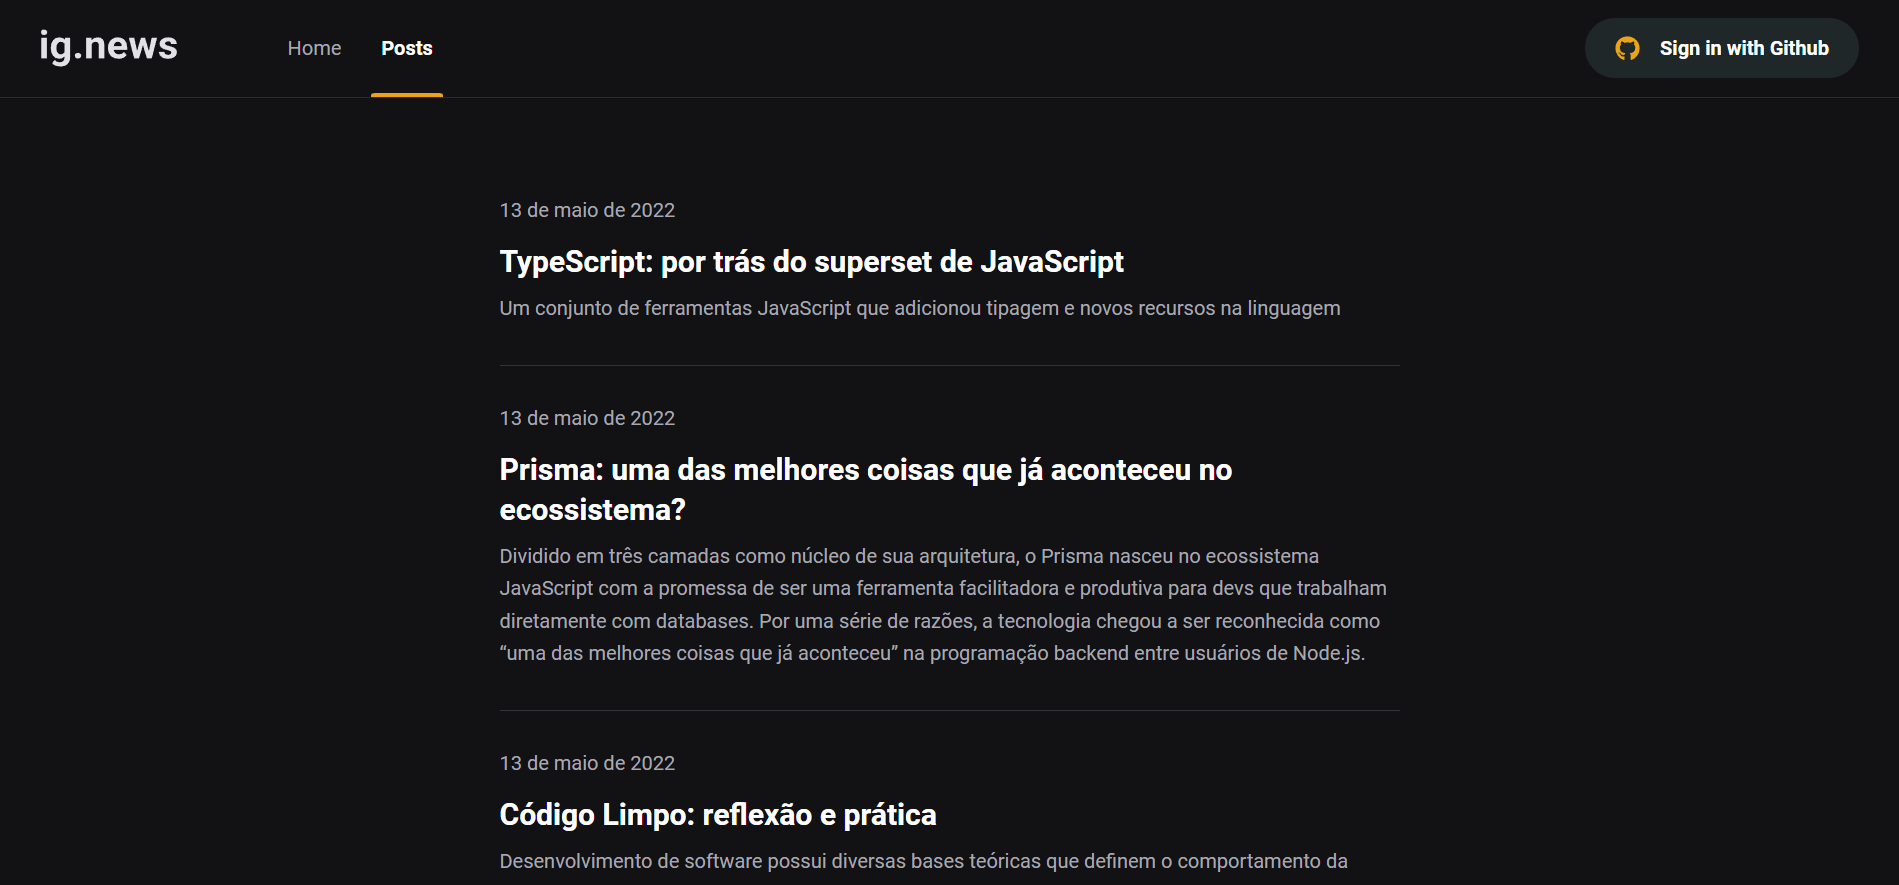 ig.news
Home
Posts
Sign in with Github
13 de maio de 2022
TypeScript: por trás do superset de JavaScript
Um conjunto de ferramentas JavaScript que adicionou tipagem e novos recursos na linguagem
13 de maio de 2022
Prisma: uma das melhores coisas que já aconteceu no
ecossistema?
Dividido em três camadas como núcleo de sua arquitetura, o Prisma nasceu no ecossistema
JavaScript com a promessa de ser uma ferramenta facilitadora e produtiva para devs que trabalham
diretamente com databases. Por uma série de razões, a tecnologia chegou a ser reconhecida como
“uma das melhores coisas que já aconteceu” na programação backend entre usuários de Node.js.
13 de maio de 2022
Código Limpo: reflexão e prática
Desenvolvimento de software possui diversas bases teóricas que definem o comportamento da